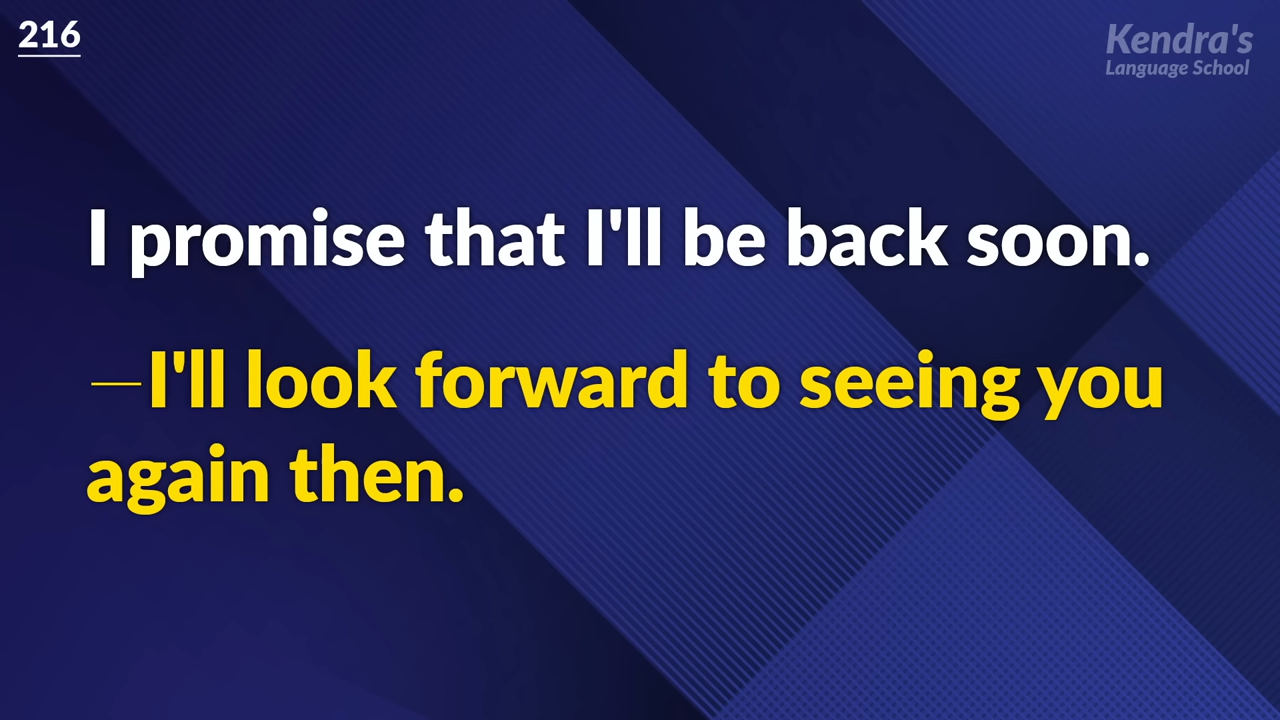 216
Kendra's
Language School
I promise that I'll be back soon.
—I'll look forward to seeing you
again then.